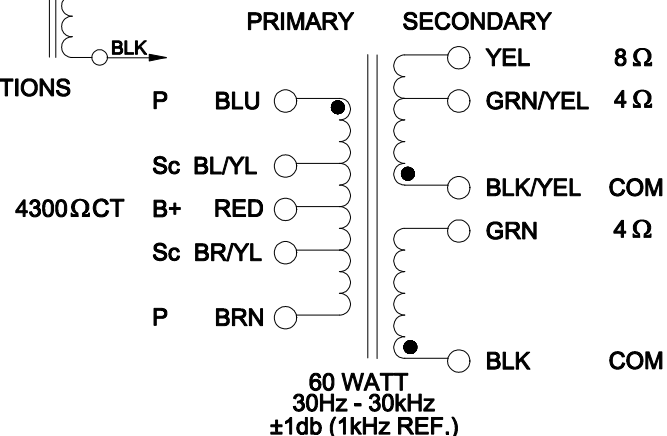 PRIMARY SECONDARY
BLK
TIONS
YEL 8 Ω
P BLU GRN/YEL 4 Ω
Sc BL/YL
BLK/YEL COM
4300ΩCT B+ RED
GRN 4 Ω
Sc BR/YL
P BRN
BLK COM
60 WATT
30Hz - 30kHz
±1db (1kHz REF.)